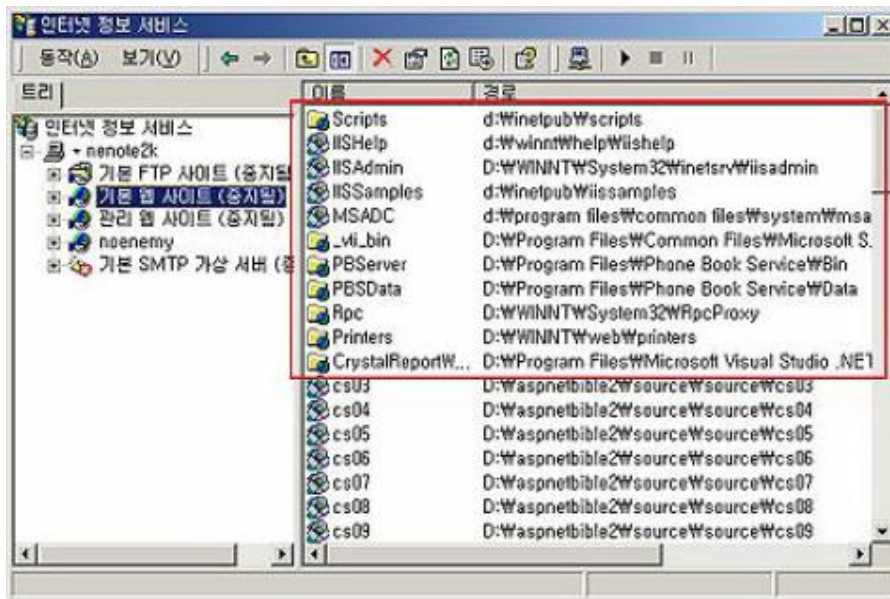 인터넷 정보 서비스
동작(A) 보기(V)
트리
인터넷 정보 서비스
nenote2k
기본 FTP 사이트 (중지됨
기본 웹 사이트 (중지됨)
관리 웹 사이트 (중지됨)
noenemy
기본 SMTP 가상 서버 (중
이름 경로
Scripts d:₩inetpub₩scripts
IISHelp d:₩winnt₩help₩iishelp
IISAdmin D:₩WINNT₩System32₩inetsrv₩iisadmin
IISSamples d:₩inetpub₩iissamples
MSADC d:₩program files₩common files₩system₩msa
_vti_bin D:₩Program Files₩Common Files₩Microsoft S.
PBServer D:₩Program Files₩Phone Book Service₩Bin
PBSData D:₩Program Files₩Phone Book Service₩Data
Rpc D:₩WINNT₩System32₩RpcProxy
Printers D:₩WINNT₩web₩printers
CrystalReport₩... D:₩Program Files₩Microsoft Visual Studio .NET
cs03 D:₩aspnetbible2₩source₩source₩cs03
cs04 D:₩aspnetbible2₩source₩source₩cs04
cs05 D:₩aspnetbible2₩source₩source₩cs05
cs06 D:₩aspnetbible2₩source₩source₩cs06
cs07 D:₩aspnetbible2₩source₩source₩cs07
cs08 D:₩aspnetbible2₩source₩source₩cs08
cs09 D:₩aspnetbible2₩source₩source₩cs09